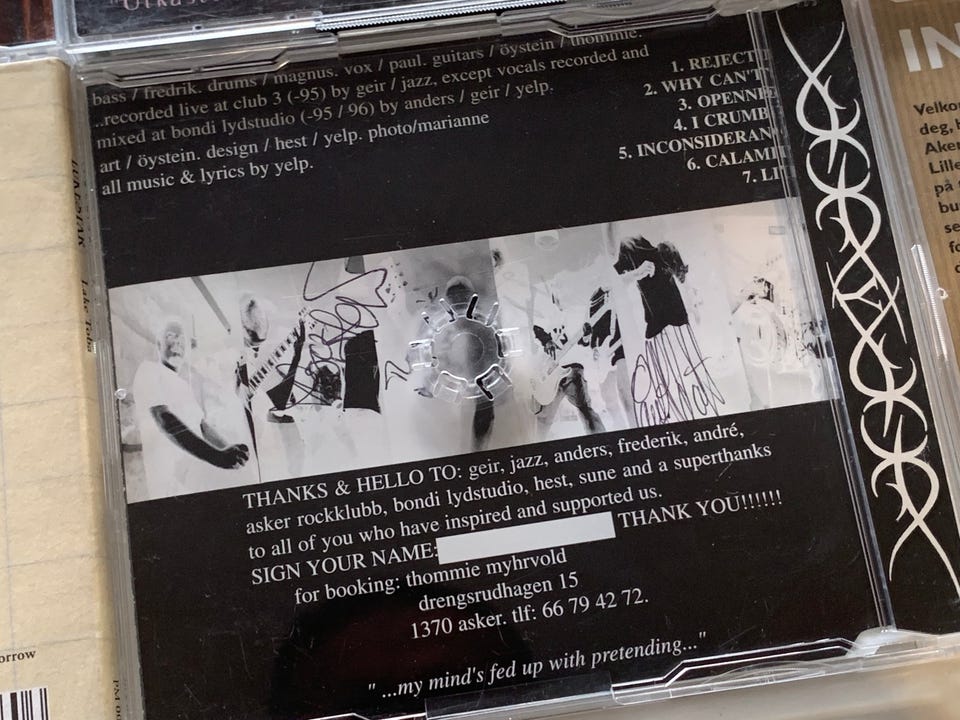 bass / fredrik. drums / magnus. vox / paul. guitars / öystein / thommie.
..recorded live at club 3 (-95) by geir / jazz, except vocals recorded and
mixed at bondi lydstudio (-95 / 96) by anders / geir / yelp.
art / öystein. design / hest / yelp. photo/marianne
all music & lyrics by yelp.
1. REJECT
2. WHY CAN'T
3. OPENNE
4. I CRUMB
5. INCONSIDERAN
6. CALAMI
7. LI
THANKS & HELLO TO: geir, jazz, anders, frederik, andré,
asker rockklubb, bondi lydstudio, hest, sune and a superthanks
to all of you who have inspired and supported us.
SIGN YOUR NAME: THANK YOU!!!!!!
for booking: thommie myhrvold
drengsrudhagen 15
1370 asker. tlf: 66 79 42 72.
"...my mind's fed up with pretending..."
IN
Velkor
deg, h
Aker
Lille
på
bu
se
fo
orrow